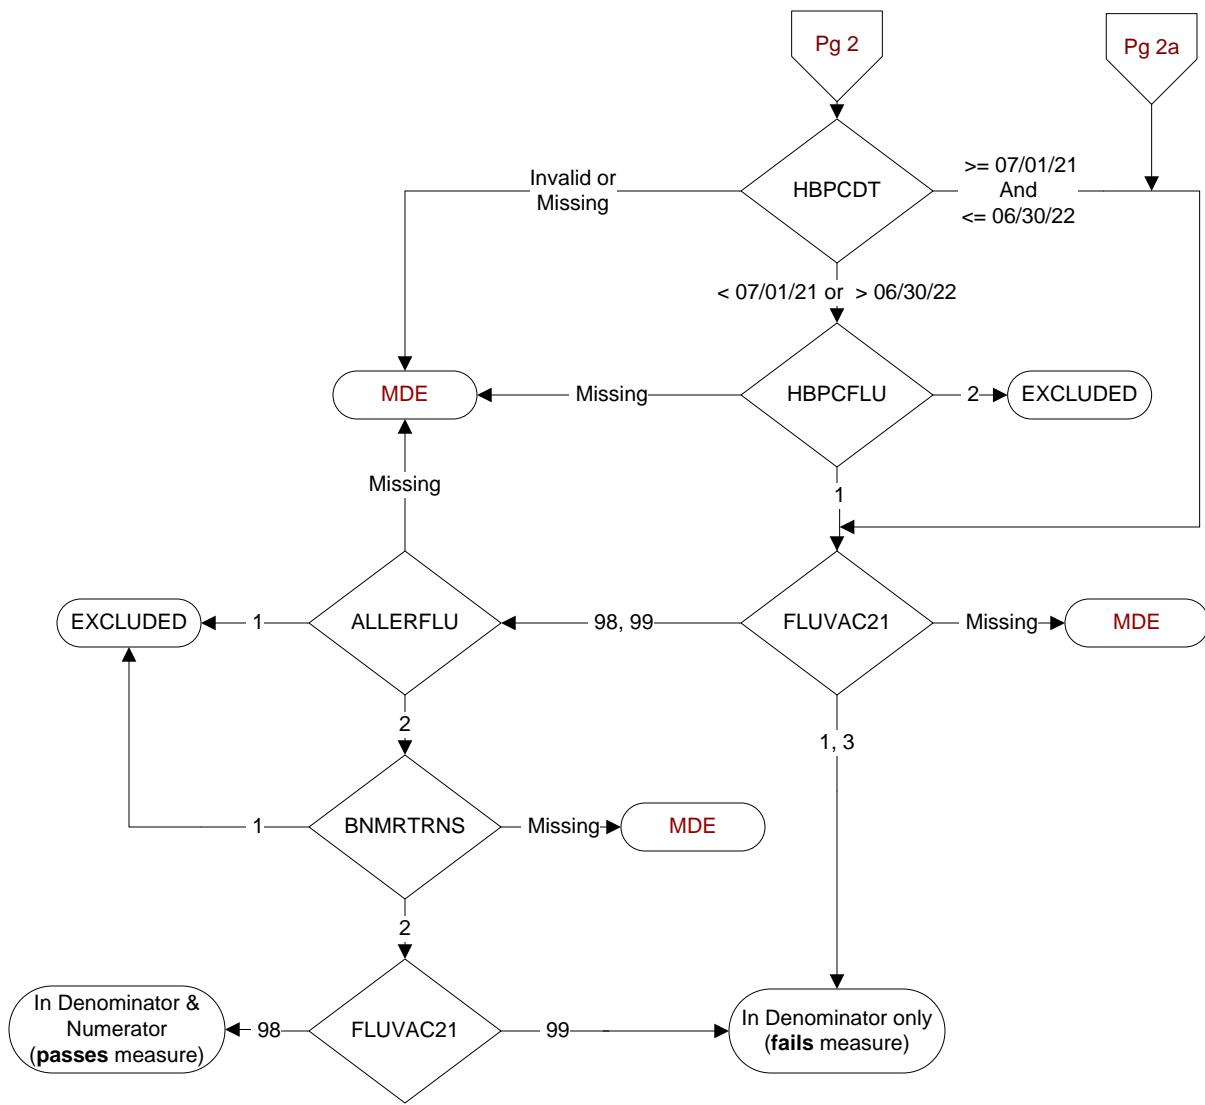 Pg 2
Pg 2a
HBPCDT
Invalid or
Missing
>= 07/01/21
And
<= 06/30/22
< 07/01/21 or  > 06/30/22
MDE
Missing
HBPCFLU
2
EXCLUDED
Missing
1
EXCLUDED
1
ALLERFLU
98, 99
FLUVAC21
Missing
MDE
2
1, 3
1
BNMRTRNS
Missing
MDE
2
In Denominator &
Numerator
(passes measure)
98
FLUVAC21
99
In Denominator only
(fails measure)